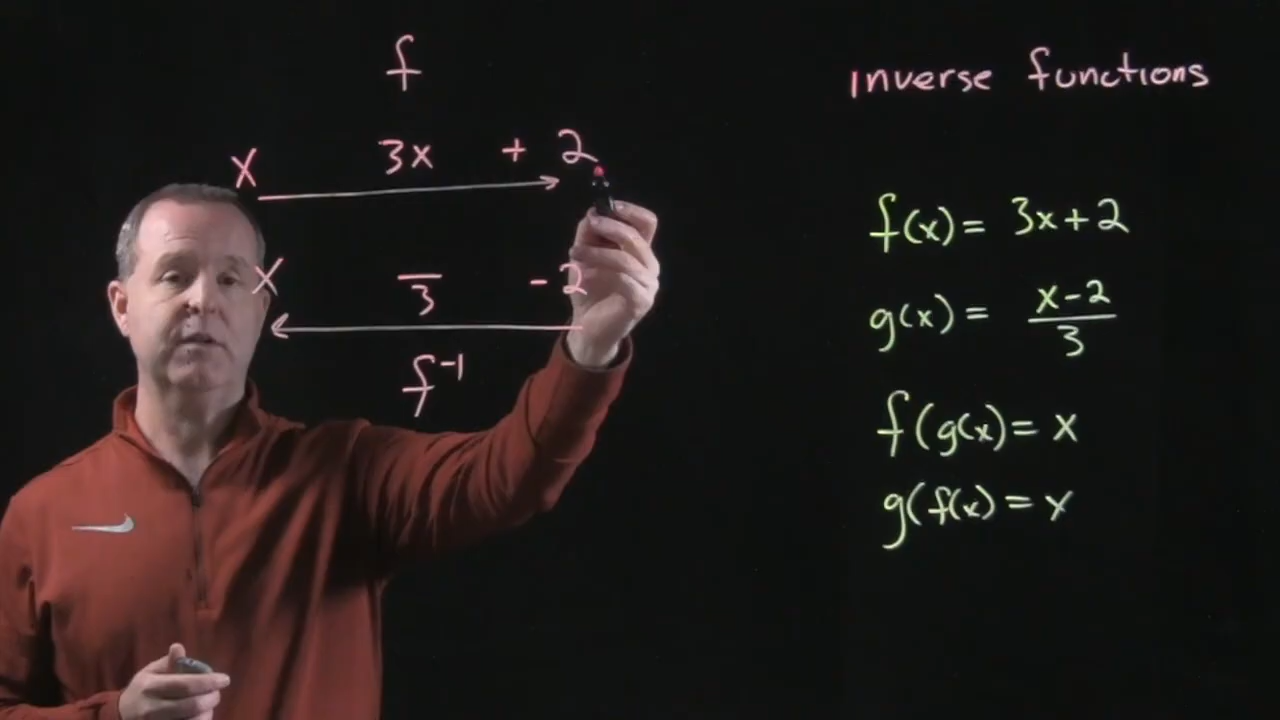 f
x 3x + 2
x — 3 - 2
f⁻¹
inverse functions
f(x) = 3x+2
g(x) = x-2
3
f(g(x) = x
g(f(x) = x